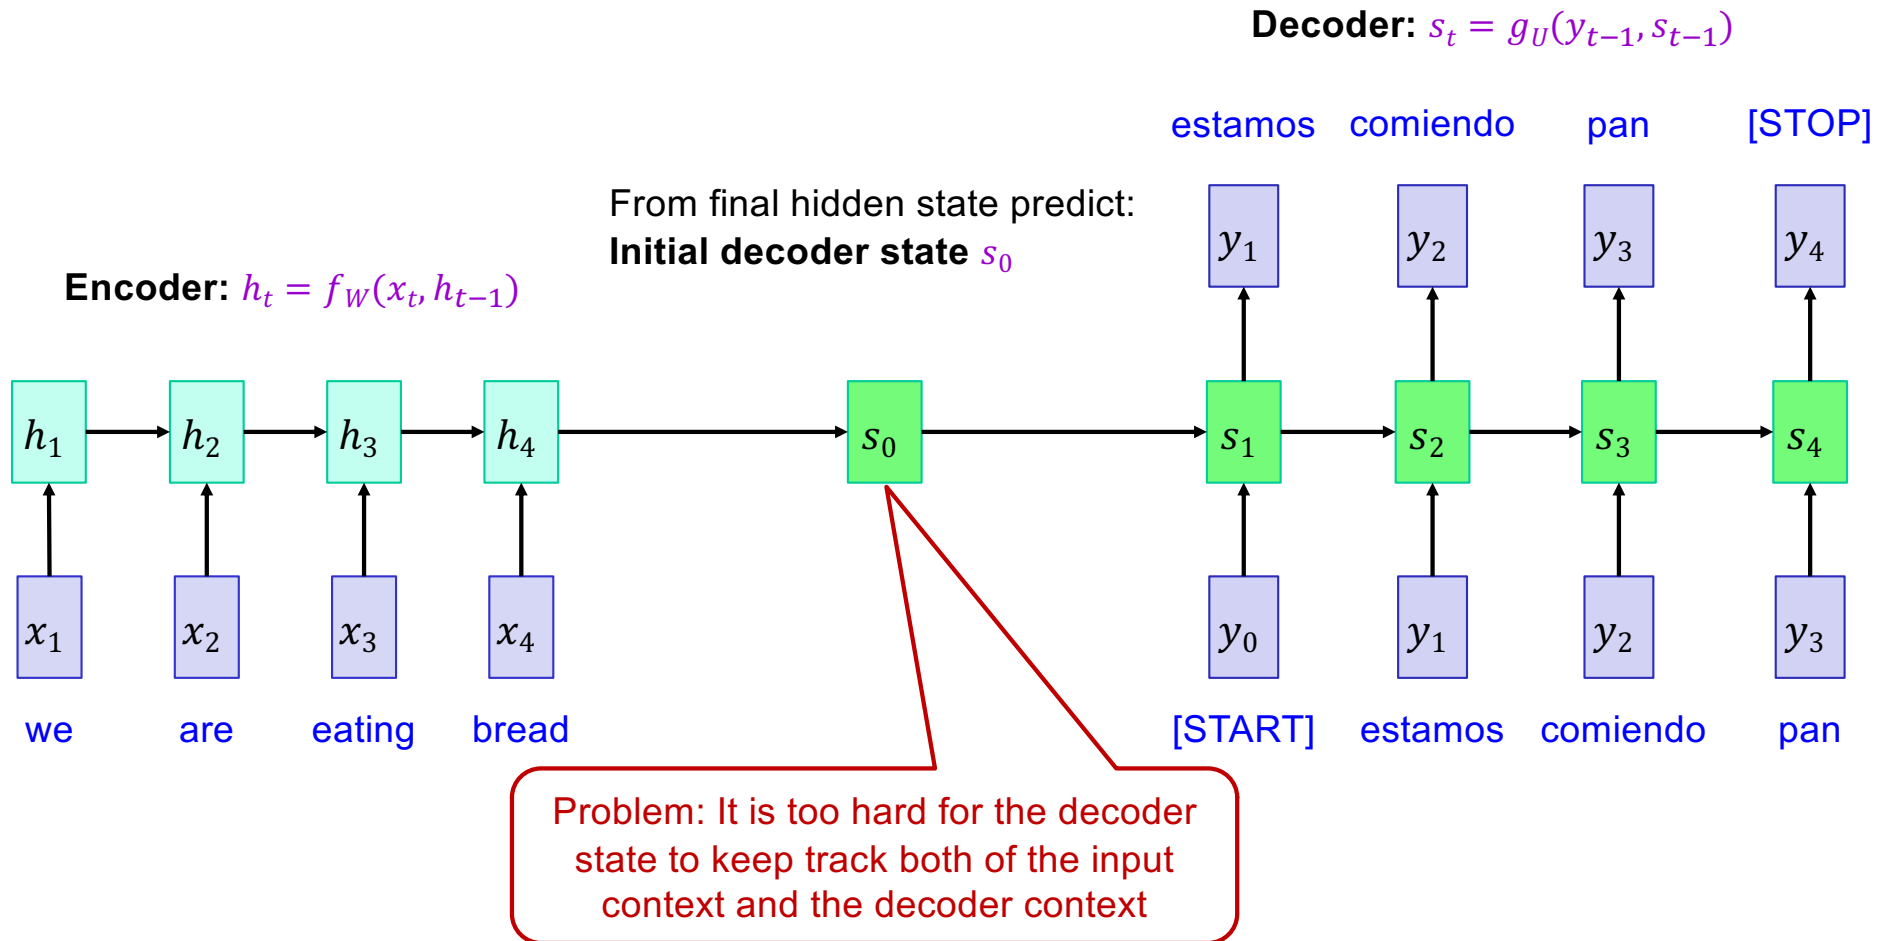 Decoder: $s_t = g_U(y_{t-1}, s_{t-1})$
estamos comiendo pan [STOP]
From final hidden state predict:
Initial decoder state $s_0$
$y_1$ $y_2$ $y_3$ $y_4$
Encoder: $h_t = f_W(x_t, h_{t-1})$
$h_1$ $h_2$ $h_3$ $h_4$ $s_0$ $s_1$ $s_2$ $s_3$ $s_4$
$x_1$ $x_2$ $x_3$ $x_4$ $y_0$ $y_1$ $y_2$ $y_3$
we are eating bread [START] estamos comiendo pan
Problem: It is too hard for the decoder
state to keep track both of the input
context and the decoder context